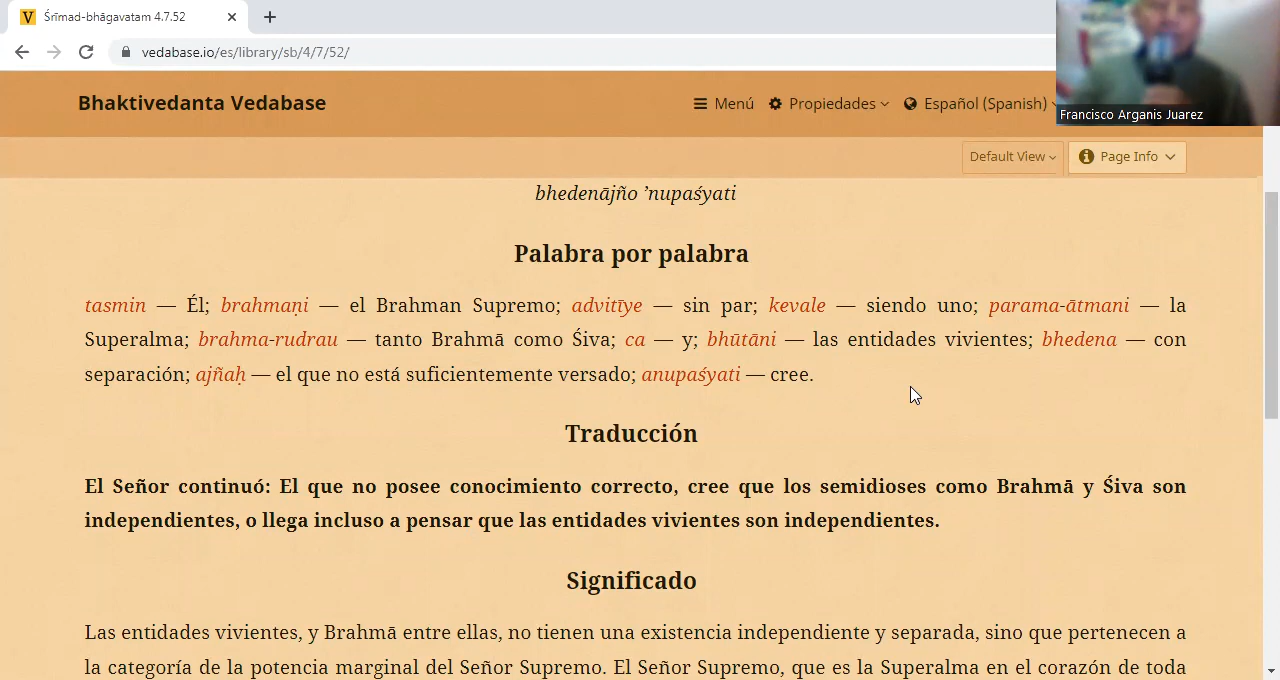 Śrīmad-bhāgavatam 4.7.52
vedabase.io/es/library/sb/4/7/52/
Bhaktivedanta Vedabase
Menú
Propiedades
Español (Spanish)
Francisco Arganis Juarez
Default View
Page Info
bhedenājño ’nupaśyati
Palabra por palabra
tasmin — Él; brahmaṇi — el Brahman Supremo; advitīye — sin par; kevale — siendo uno; parama-ātmani — la
Superalma; brahma-rudrau — tanto Brahmā como Śiva; ca — y; bhūtāni — las entidades vivientes; bhedena — con
separación; ajñaḥ — el que no está suficientemente versado; anupaśyati — cree.
Traducción
El Señor continuó: El que no posee conocimiento correcto, cree que los semidioses como Brahmā y Śiva son
independientes, o llega incluso a pensar que las entidades vivientes son independientes.
Significado
Las entidades vivientes, y Brahmā entre ellas, no tienen una existencia independiente y separada, sino que pertenecen a
la categoría de la potencia marginal del Señor Supremo. El Señor Supremo, que es la Superalma en el corazón de toda